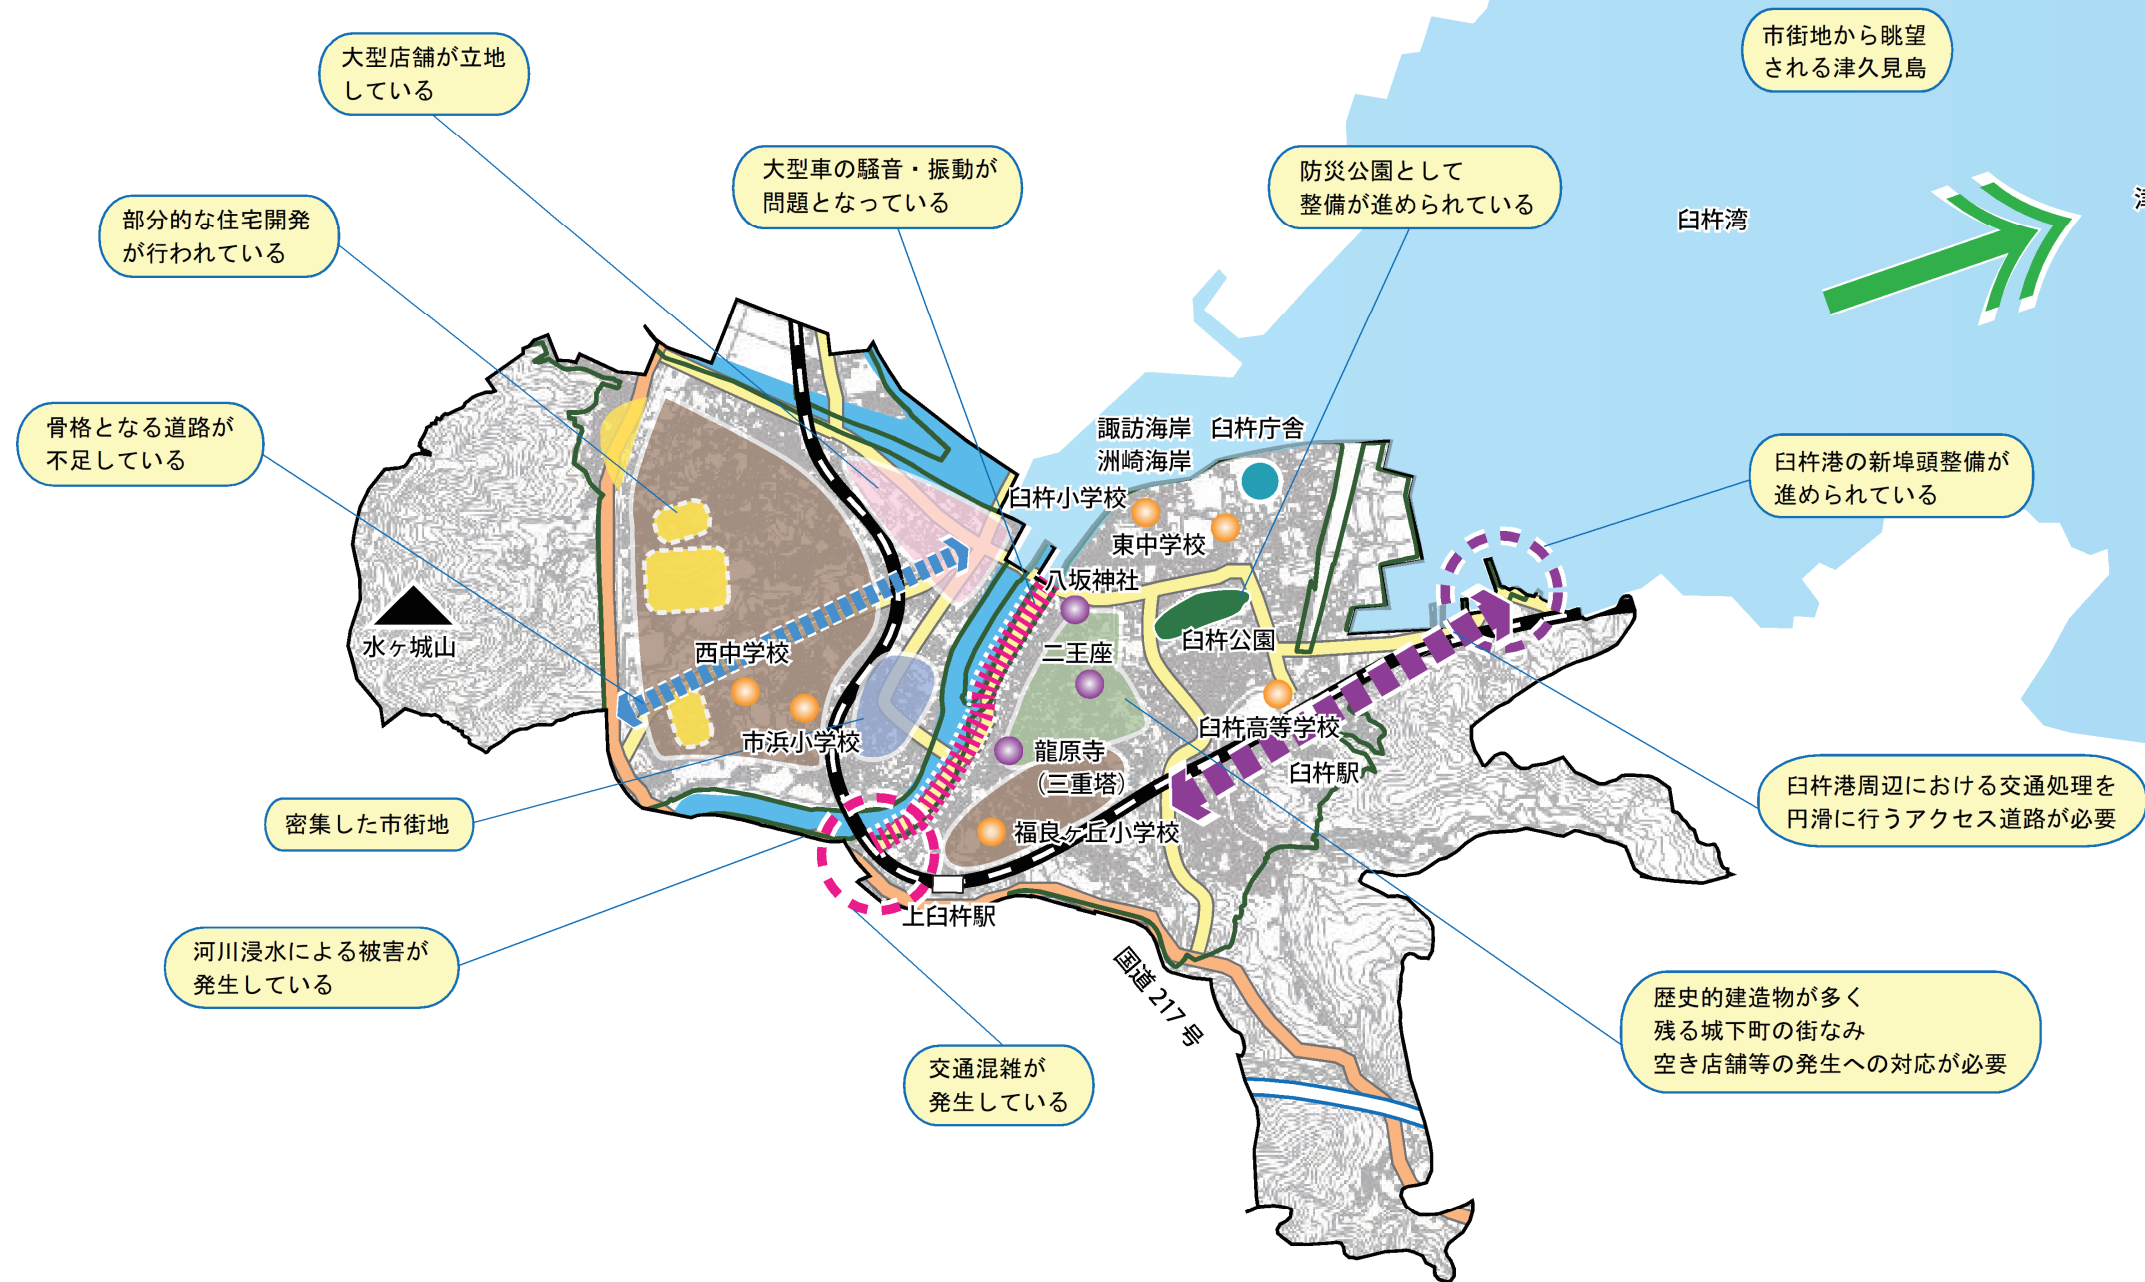 市街地から眺望
される津久見島
大型店舗が立地
している
大型車の騒音・振動が
問題となっている
防災公園として
整備が進められている
部分的な住宅開発
が行われている
臼杵湾
骨格となる道路が
不足している
諏訪海岸
洲崎海岸
臼杵庁舎
臼杵小学校
東中学校
臼杵港の新埠頭整備が
進められている
八坂神社
水ヶ城山
西中学校
二王座
臼杵公園
市浜小学校
龍原寺
（三重塔）
臼杵高等学校
臼杵駅
臼杵港周辺における交通処理を
円滑に行うアクセス道路が必要
密集した市街地
福良ヶ丘小学校
上臼杵駅
河川浸水による被害が
発生している
国道217号
歴史的建造物が多く
残る城下町の街なみ
空き店舗等の発生への対応が必要
交通混雑が
発生している